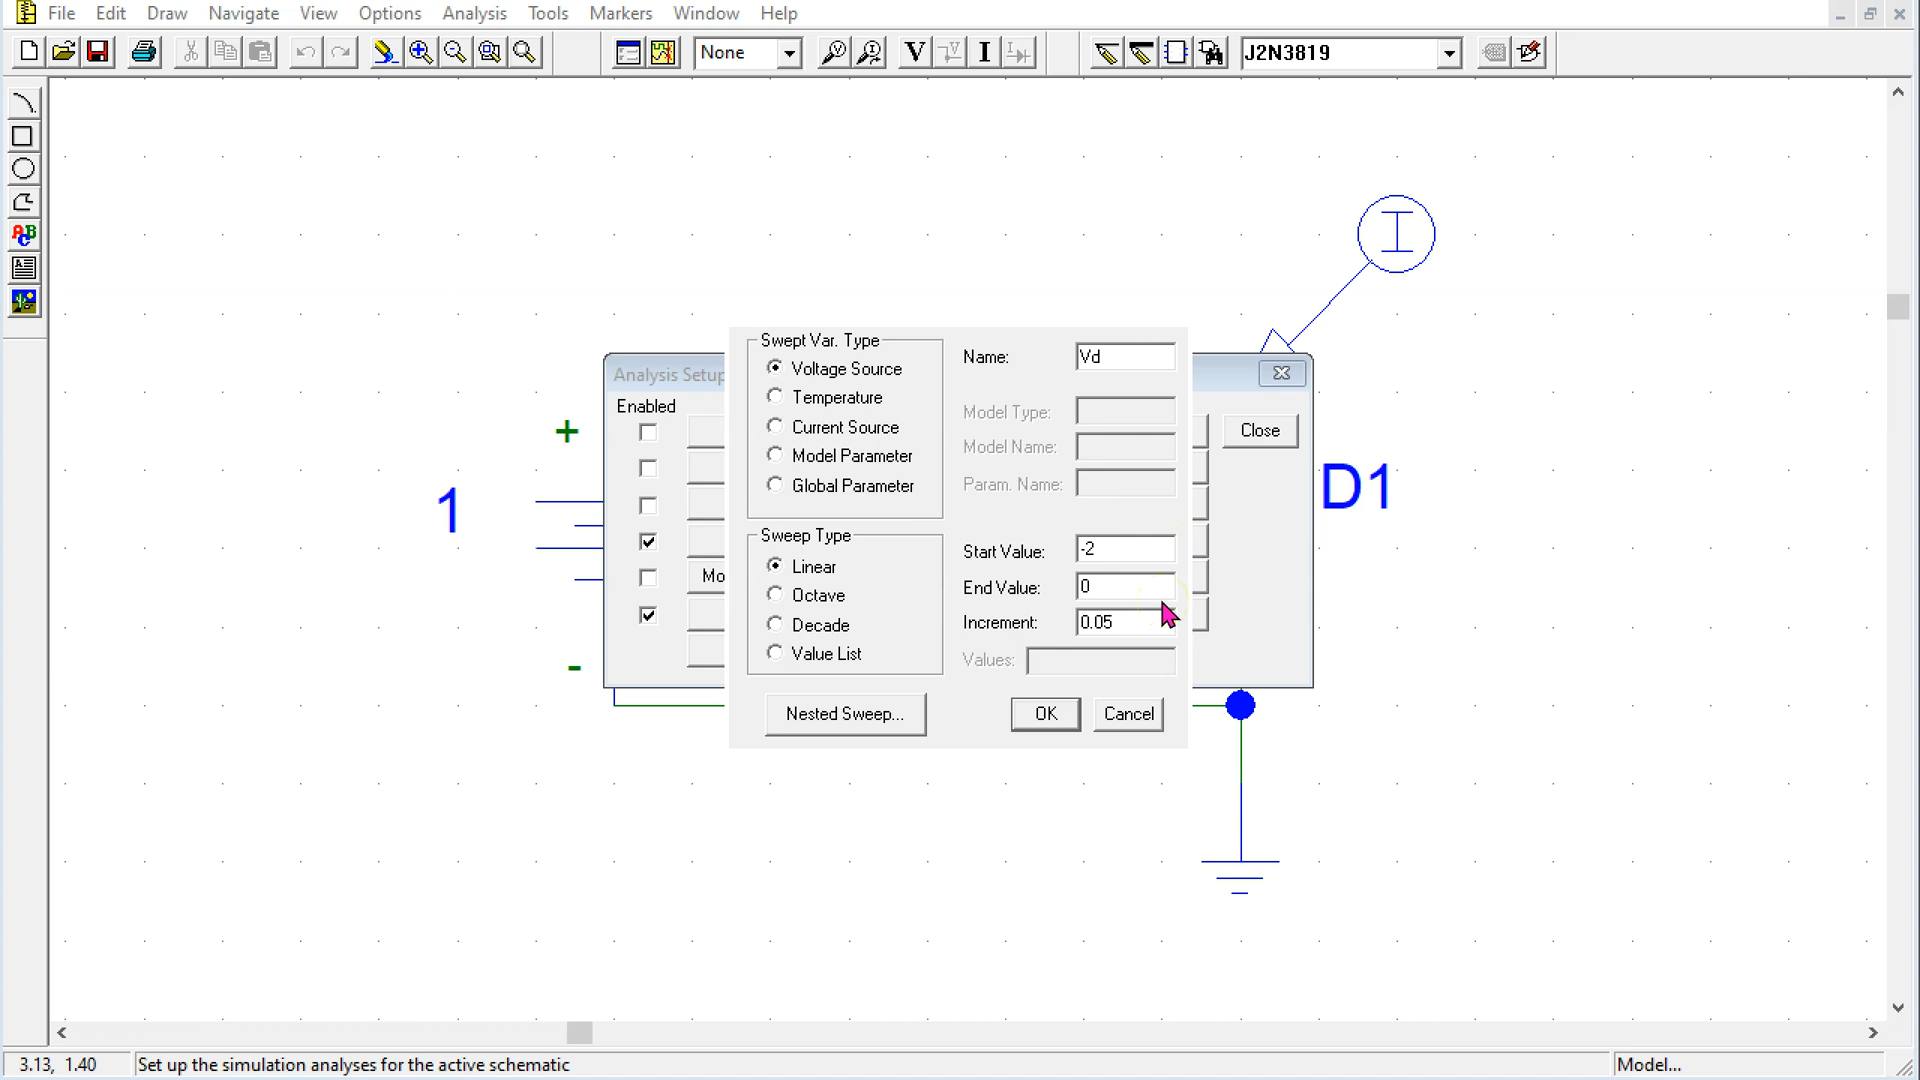 File Edit Draw Navigate View Options Analysis Tools Markers Window Help
None V I J2N3819
ABC
Swept Var. Type
Voltage Source
Temperature
Current Source
Model Parameter
Global Parameter
Name: Vd
Model Type:
Model Name:
Param. Name:
Sweep Type
Linear
Octave
Decade
Value List
Start Value: -2
End Value: 0
Increment: 0.05
Values:
Nested Sweep... OK Cancel
Analysis Setup
Enabled
Close
Mo
+
1
-
I
D1
3.13, 1.40 Set up the simulation analyses for the active schematic Model...